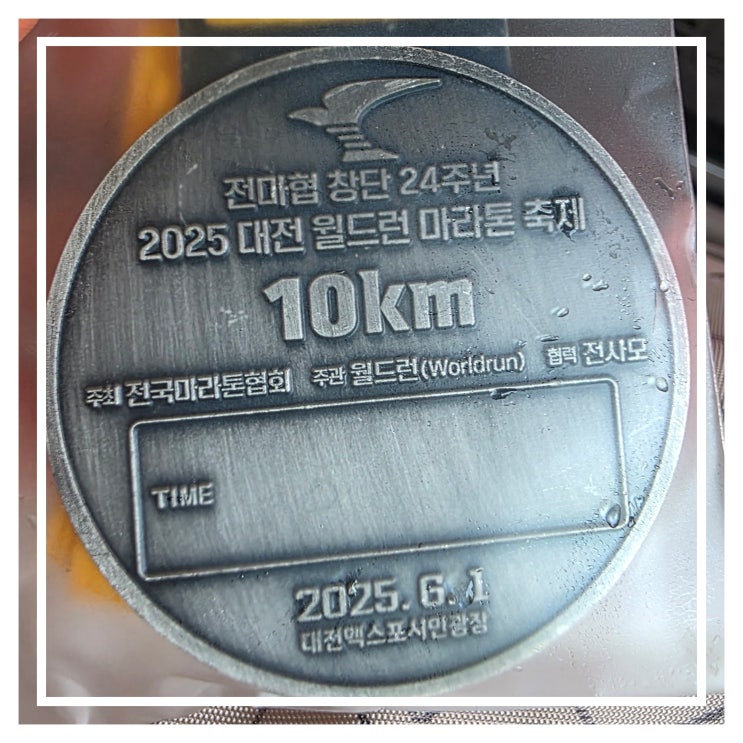 전마협 창단 24주년
2025 대전 월드런 마라톤 축제
10km
주최 전국마라톤협회 주관 월드런(Worldrun) 협력 전사모
TIME
2025. 6. 1
대전엑스포시민광장